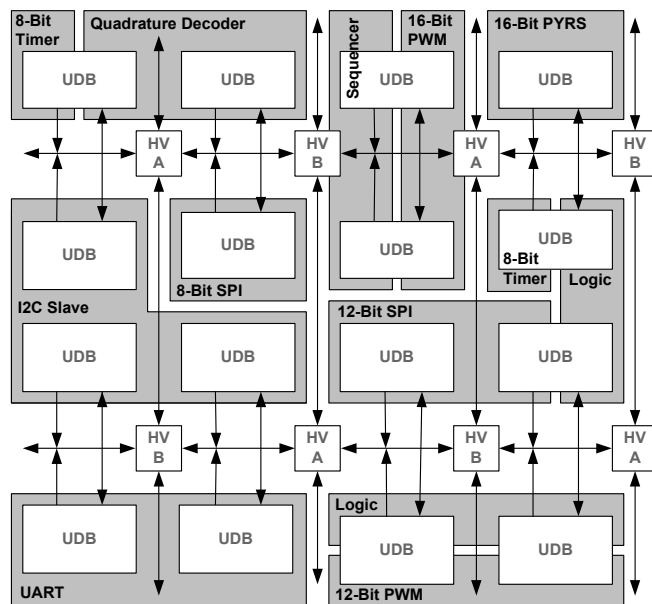 8-Bit
Timer
Quadrature Decoder
Sequencer
16-Bit
PWM
16-Bit PYRS
UDB
UDB
UDB
UDB
UDB
HV
A
HV
B
HV
A
HV
B
UDB
UDB
UDB
UDB
UDB
8-Bit SPI
8-Bit
Timer
Logic
I2C Slave
12-Bit SPI
UDB
UDB
UDB
UDB
HV
B
HV
A
HV
B
HV
A
Logic
UDB
UDB
UDB
UDB
UART
12-Bit PWM